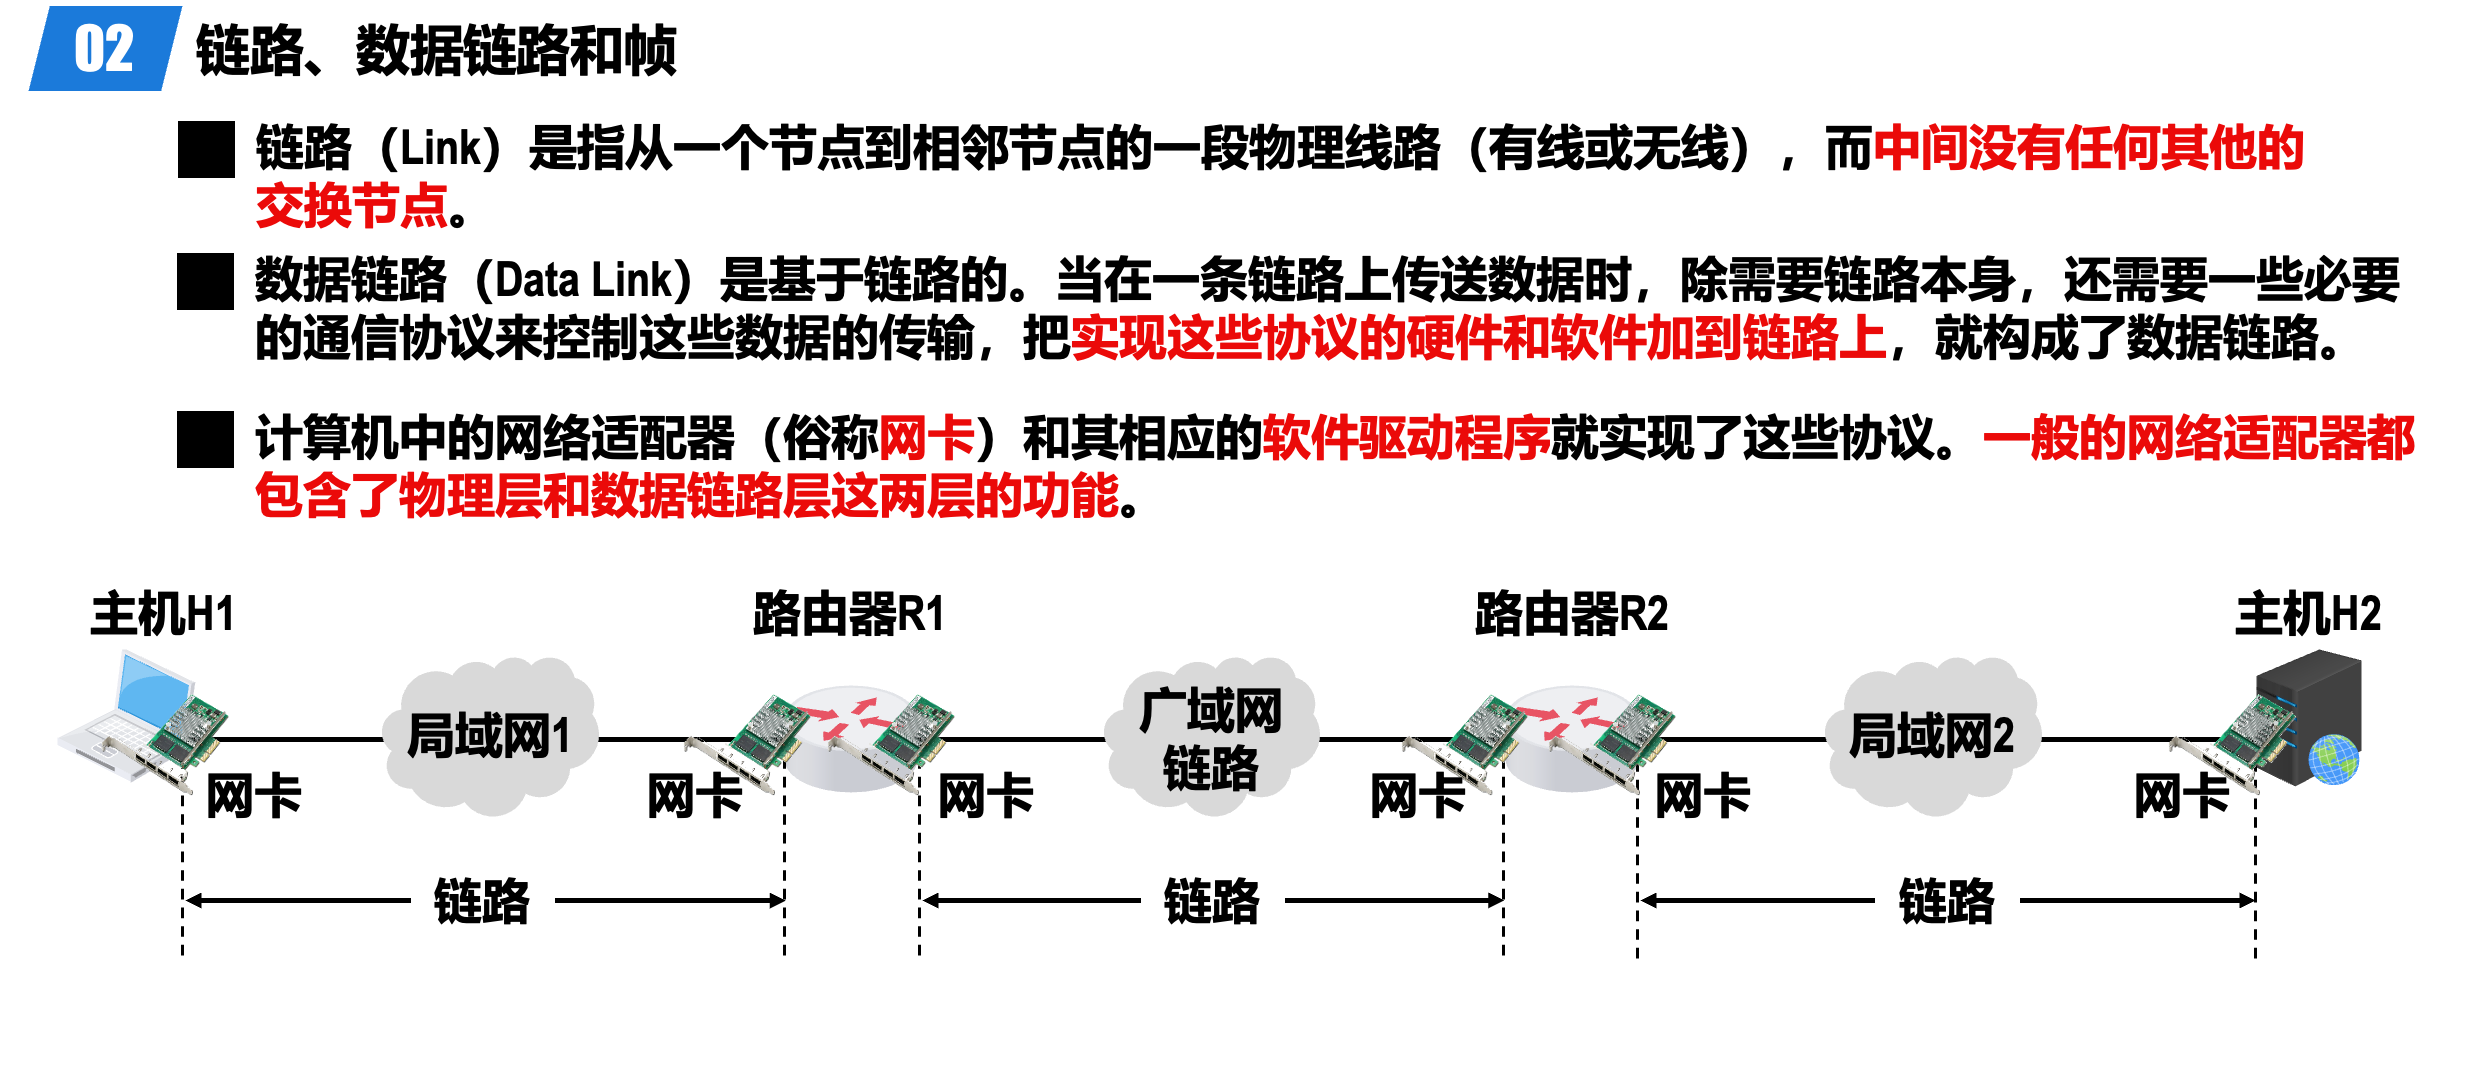 02 链路、数据链路和帧
链路（Link）是指从一个节点到相邻节点的一段物理线路（有线或无线），而中间没有任何其他的
交换节点。
数据链路（Data Link）是基于链路的。当在一条链路上传送数据时，除需要链路本身，还需要一些必要
的通信协议来控制这些数据的传输，把实现这些协议的硬件和软件加到链路上，就构成了数据链路。
计算机中的网络适配器（俗称网卡）和其相应的软件驱动程序就实现了这些协议。一般的网络适配器都
包含了物理层和数据链路层这两层的功能。
主机H1 路由器R1 路由器R2 主机H2
局域网1 广域网 局域网2
链路
网卡 网卡 网卡 网卡 网卡 网卡
链路 链路 链路